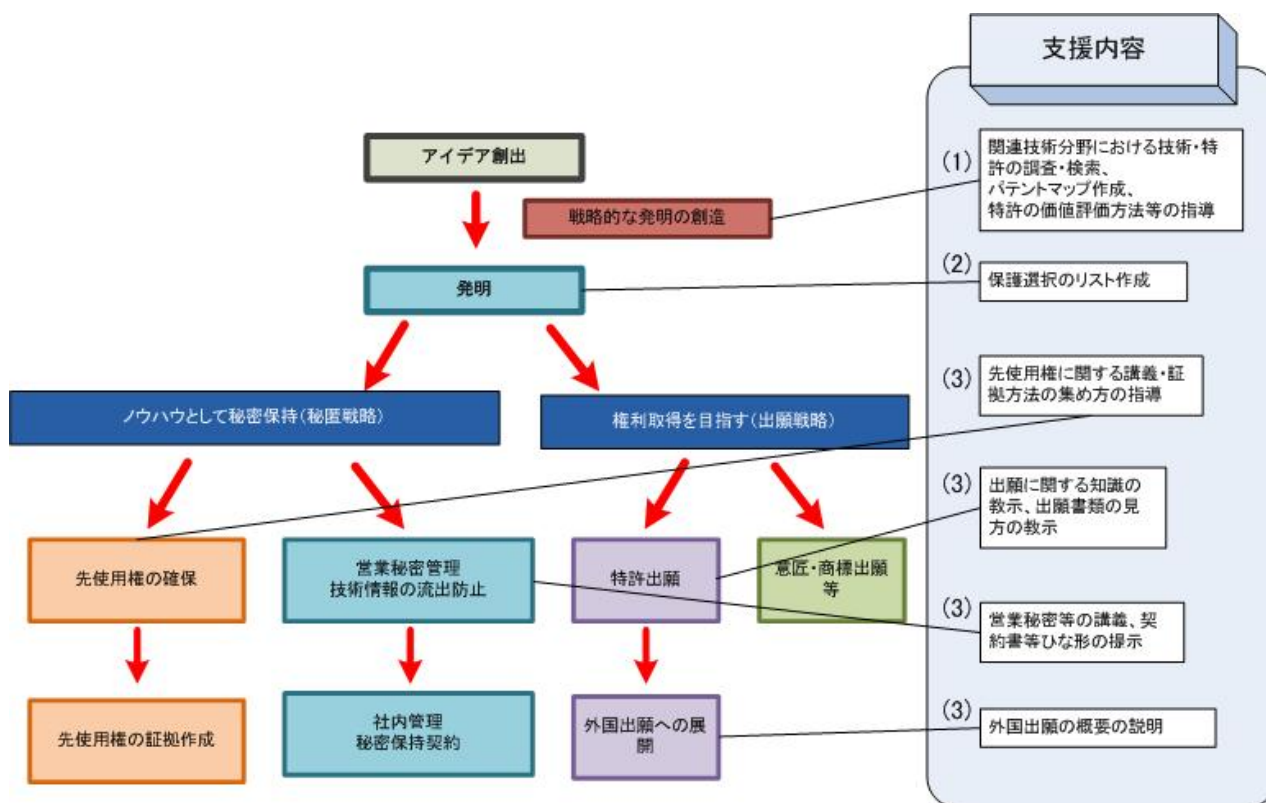 支援内容
アイデア創出
戦略的な発明の創造
(1)
関連技術分野における技術・特
許の調査・検索、
パテントマップ作成、
特許の価値評価方法等の指導
発明
(2)
保護選択のリスト作成
(3)
先使用権に関する講義・証
拠方法の集め方の指導
ノウハウとして秘密保持(秘匿戦略)
権利取得を目指す(出願戦略)
(3)
出願に関する知識の
教示、出願書類の見
方の教示
先使用権の確保
営業秘密管理
技術情報の流出防止
特許出願
意匠・商標出願
等
(3)
営業秘密等の講義、契
約書等ひな形の提示
先使用権の証拠作成
社内管理
秘密保持契約
外国出願への展
開
(3)
外国出願の概要の説明